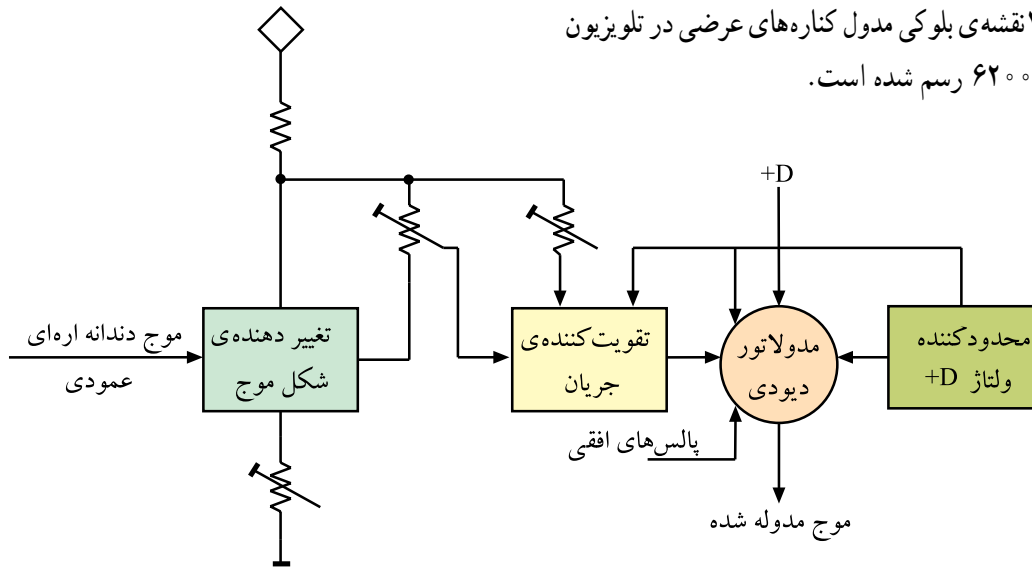 نقشه‌ی بلوکی مدول کناره‌های عرضی در تلویزیون
۶۲۰۰ رسم شده است.
+D
موج دندانه اره‌ای
عمودی
تغییر دهنده‌ی
شکل موج
تقویت‌کننده‌ی
جریان
مدولاتور
دیودی
محدودکننده
ولتاژ +D
پالس‌های افقی
موج مدوله شده